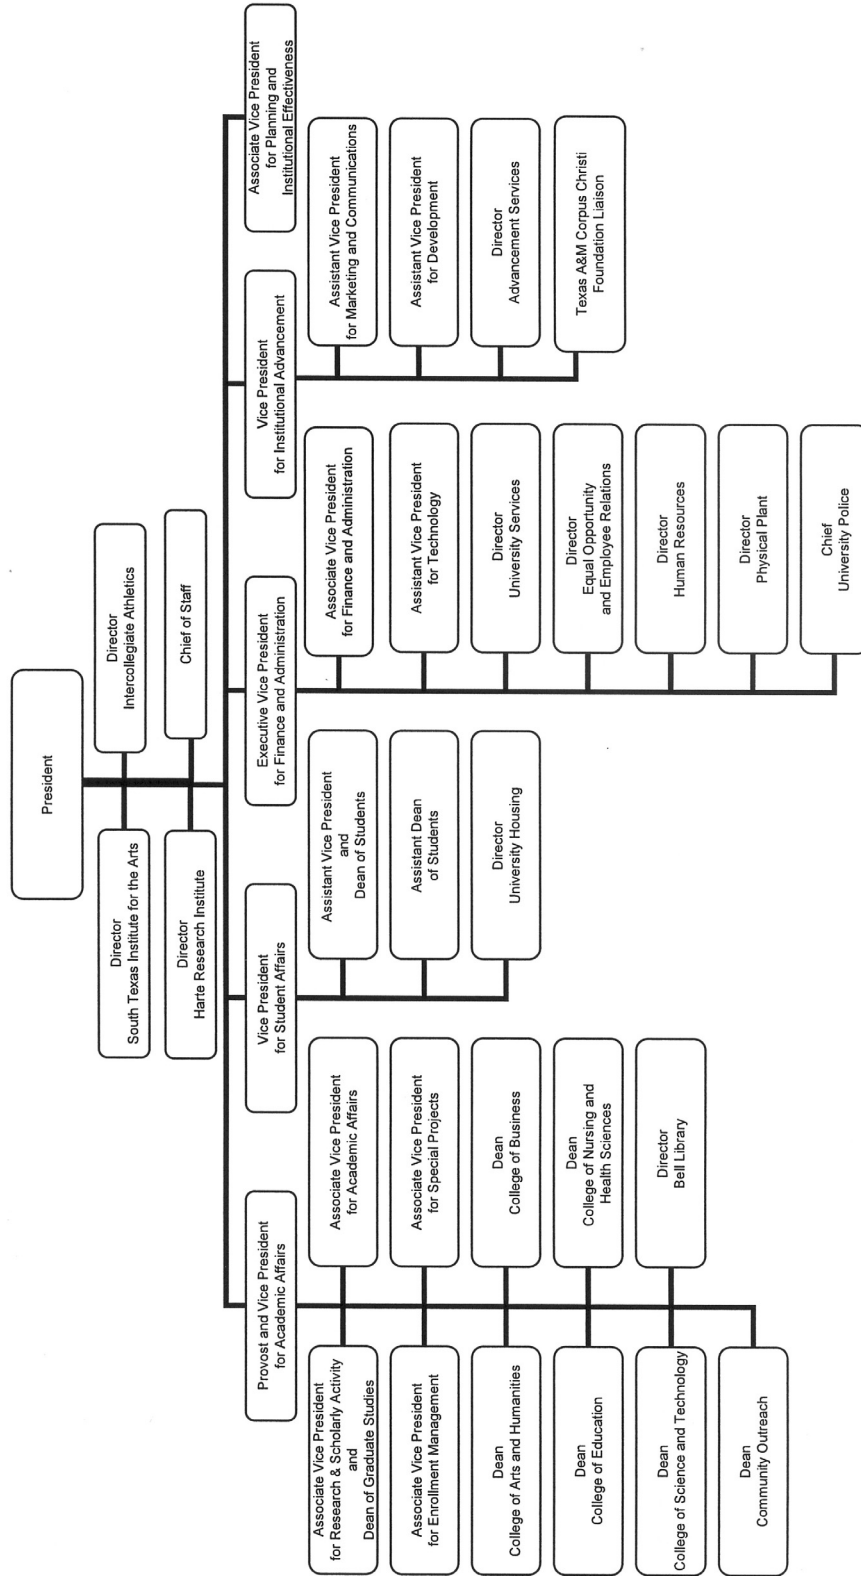 President
Director
South Texas Institute for the Arts
Director
Intercollegiate Athletics
Director
Harte Research Institute
Chief of Staff
Provost and Vice President
for Academic Affairs
Vice President
for Student Affairs
Executive Vice President
for Finance and Administration
Vice President
for Institutional Advancement
Associate Vice President
for Planning and
Institutional Effectiveness
Associate Vice President
for Research & Scholarly Activity
and
Dean of Graduate Studies
Associate Vice President
for Academic Affairs
Associate Vice President
for Enrollment Management
Associate Vice President
for Special Projects
Dean
College of Arts and Humanities
Dean
College of Business
Dean
College of Education
Dean
College of Nursing and
Health Sciences
Dean
College of Science and Technology
Director
Bell Library
Dean
Community Outreach
Assistant Vice President
and
Dean of Students
Assistant Dean
of Students
Director
University Housing
Associate Vice President
for Finance and Administration
Assistant Vice President
for Technology
Director
University Services
Director
Equal Opportunity
and Employee Relations
Director
Human Resources
Director
Physical Plant
Chief
University Police
Assistant Vice President
for Marketing and Communications
Assistant Vice President
for Development
Director
Advancement Services
Texas A&M Corpus Christi
Foundation Liaison